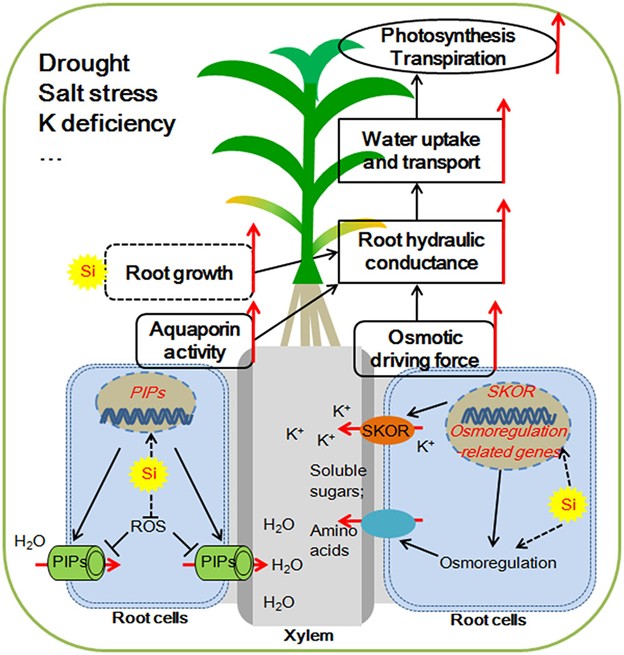 Photosynthesis
Transpiration
Drought
Salt stress
K deficiency
...
Water uptake
and transport
Root hydraulic
conductance
Si
Root growth
Aquaporin
activity
Osmotic
driving force
PIPs
Si
ROS
H₂O
PIPs
PIPs
Root cells
K⁺
K⁺
K⁺
SKOR
K⁺
Soluble
sugars;
Amino
acids
H₂O
H₂O
H₂O
Xylem
SKOR
Osmoregulation
-related genes
Si
Osmoregulation
Root cells